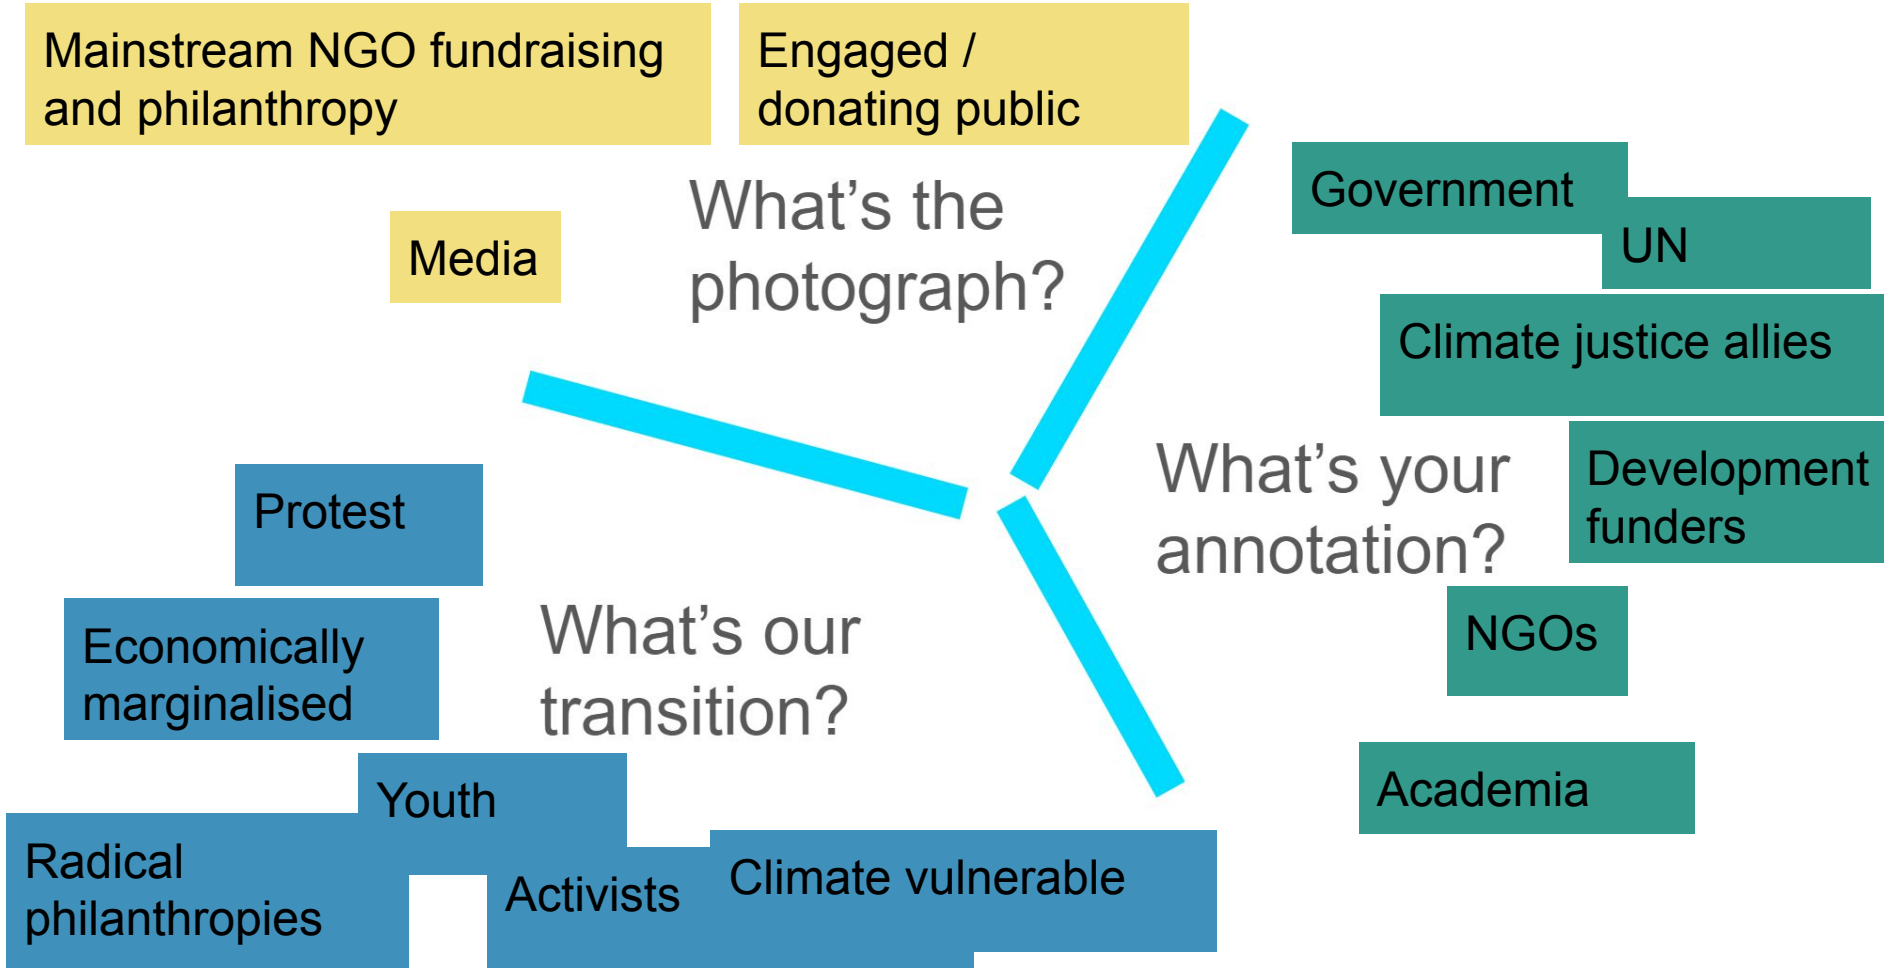 Mainstream NGO fundraising
and philanthropy
Engaged /
donating public
Media
What’s the
photograph?
Government
UN
Climate justice allies
Development
funders
What’s your
annotation?
NGOs
Academia
Protest
Economically
marginalised
What’s our
transition?
Youth
Radical
philanthropies
Activists
Climate vulnerable